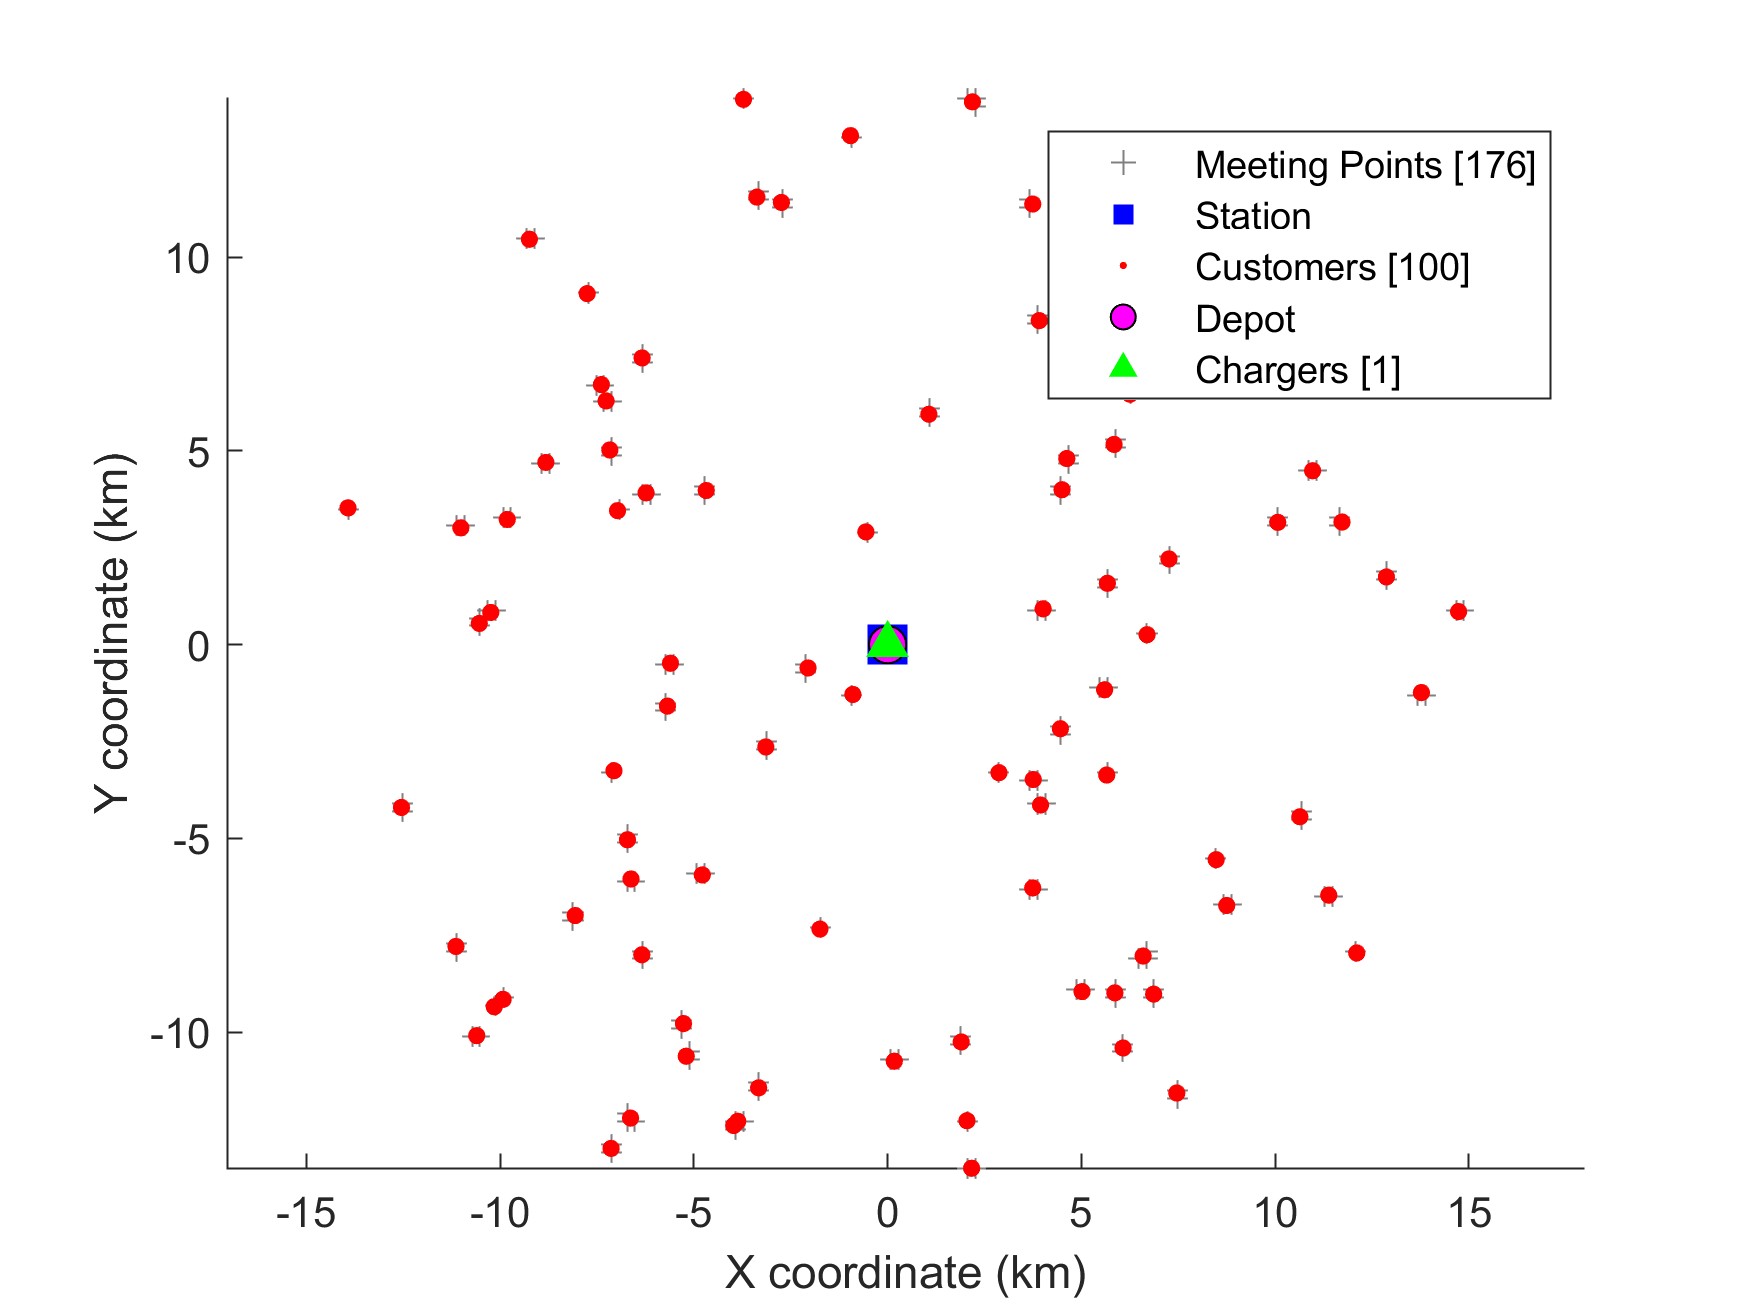 Meeting Points [176]
Station
Customers [100]
Depot
Chargers [1]
10
5
0
-5
-10
Y coordinate (km)
-15
-10
-5
0
5
10
15
X coordinate (km)